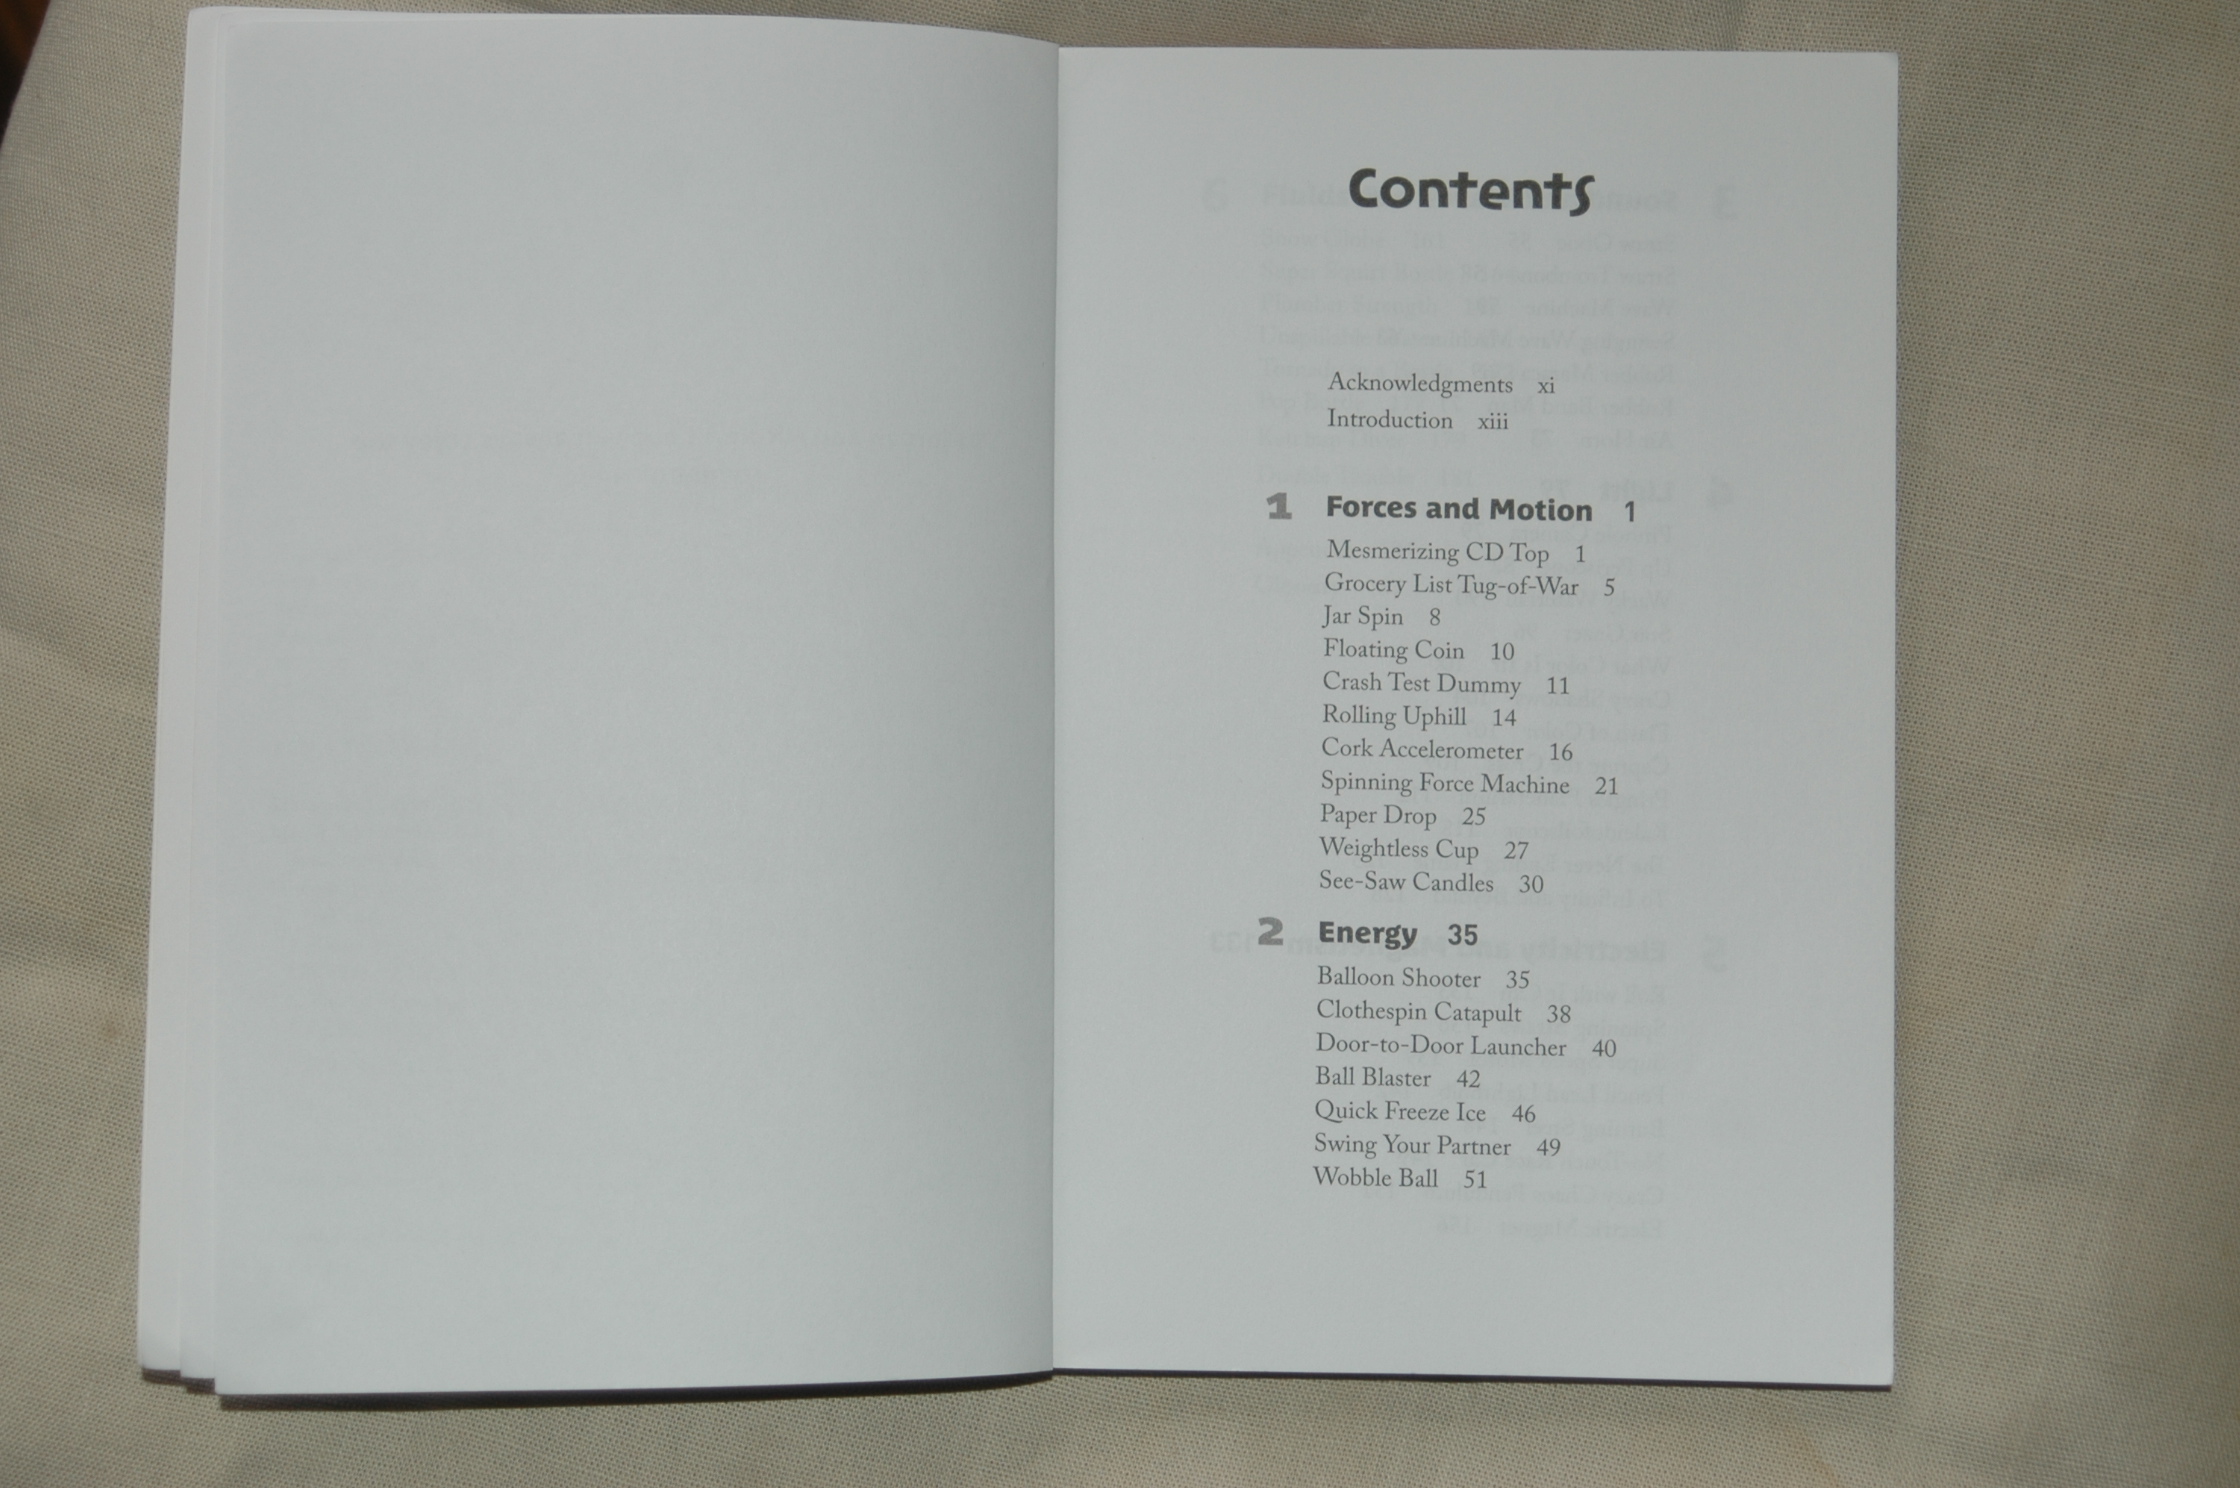 Contents
Acknowledgments xi
Introduction xiii
1 Forces and Motion 1
Mesmerizing CD Top 1
Grocery List Tug-of-War 5
Jar Spin 8
Floating Coin 10
Crash Test Dummy 11
Rolling Uphill 14
Cork Accelerometer 16
Spinning Force Machine 21
Paper Drop 25
Weightless Cup 27
See-Saw Candles 30
2 Energy 35
Balloon Shooter 35
Clothespin Catapult 38
Door-to-Door Launcher 40
Ball Blaster 42
Quick Freeze Ice 46
Swing Your Partner 49
Wobble Ball 51